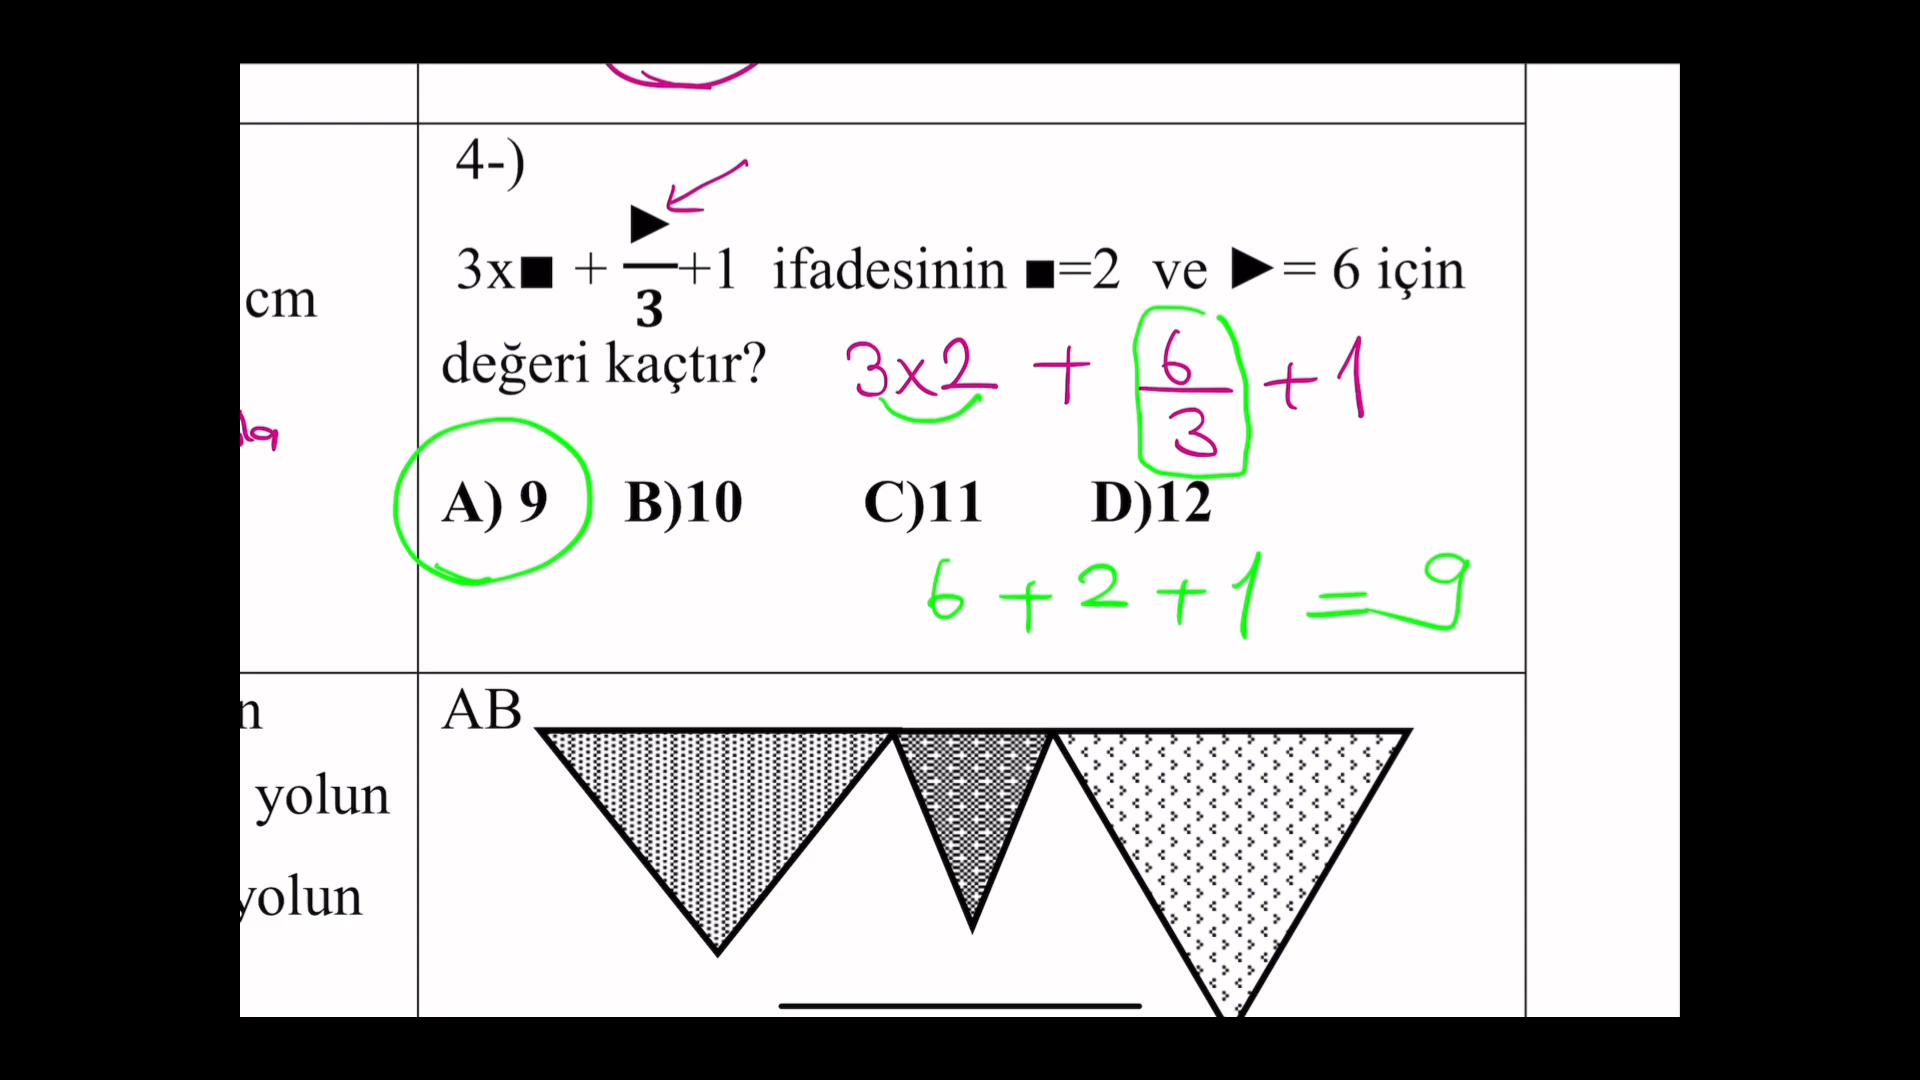 4-)
►
3x■ + —+1 ifadesinin ■=2 ve ►= 6 için
3
cm
değeri kaçtır? 3x2 + 6/3 + 1
A) 9 B)10 C)11 D)12
6 + 2 + 1 = 9
AB
yolun
yolun